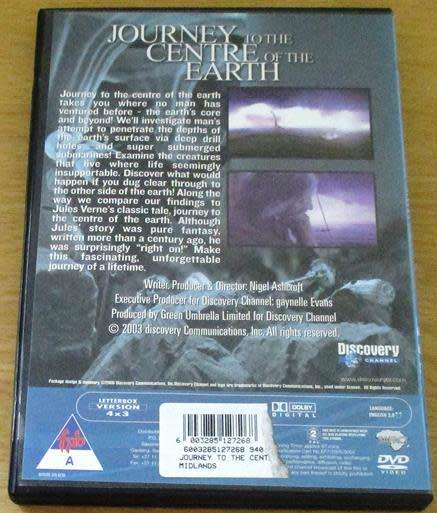 JOURNEY TO THE
CENTRE OF THE
EARTH
Journey to the centre of the earth
takes you where no man has
ventured before - the earth's core
and beyond! We'll investigate man's
attempt to penetrate the depths of
the earth's surface via deep drill
holes and super submerged
submarines! Examine the creatures
that live where life seemingly
insupportable. Discover what would
happen if you dug clear through to
the other side of the earth! Along the
way we compare our findings to
Jules Verne's classic tale, journey to
the centre of the earth. Although
Jules' story was pure fantasy,
written more than a century ago, he
was surprisingly "right on!" Make
this fascinating, unforgettable
journey of a lifetime.
Writer, Producer & Director: Nigel Ashcroft
Executive Producer for Discovery Channel: gaynelle Evans
Produced by Green Umbrella Limited for Discovery Channel
© 2003 discovery Communications, Inc. All rights reserved.
Discovery
CHANNEL
LETTERBOX
VERSION
4x3
DOLBY
DIGITAL
LANGUAGE:
A
6 003285 127268
6003285127268 940
JOURNEY TO THE CENT
MIDLANDS
DVD
VIDEO